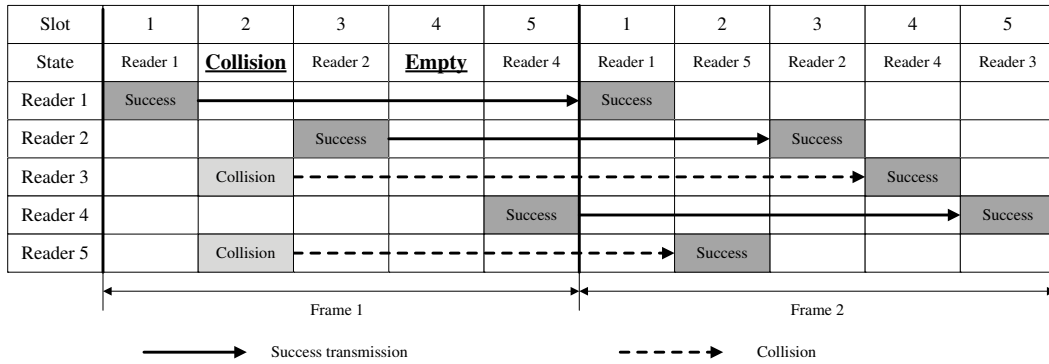 Slot 1 2 3 4 5 1 2 3 4 5
State Reader 1 Collision Reader 2 Empty Reader 4 Reader 1 Reader 5 Reader 2 Reader 4 Reader 3
Reader 1 Success Success
Reader 2 Success Success
Reader 3 Collision Success
Reader 4 Success Success
Reader 5 Collision Success
Frame 1 Frame 2
Success transmission Collision